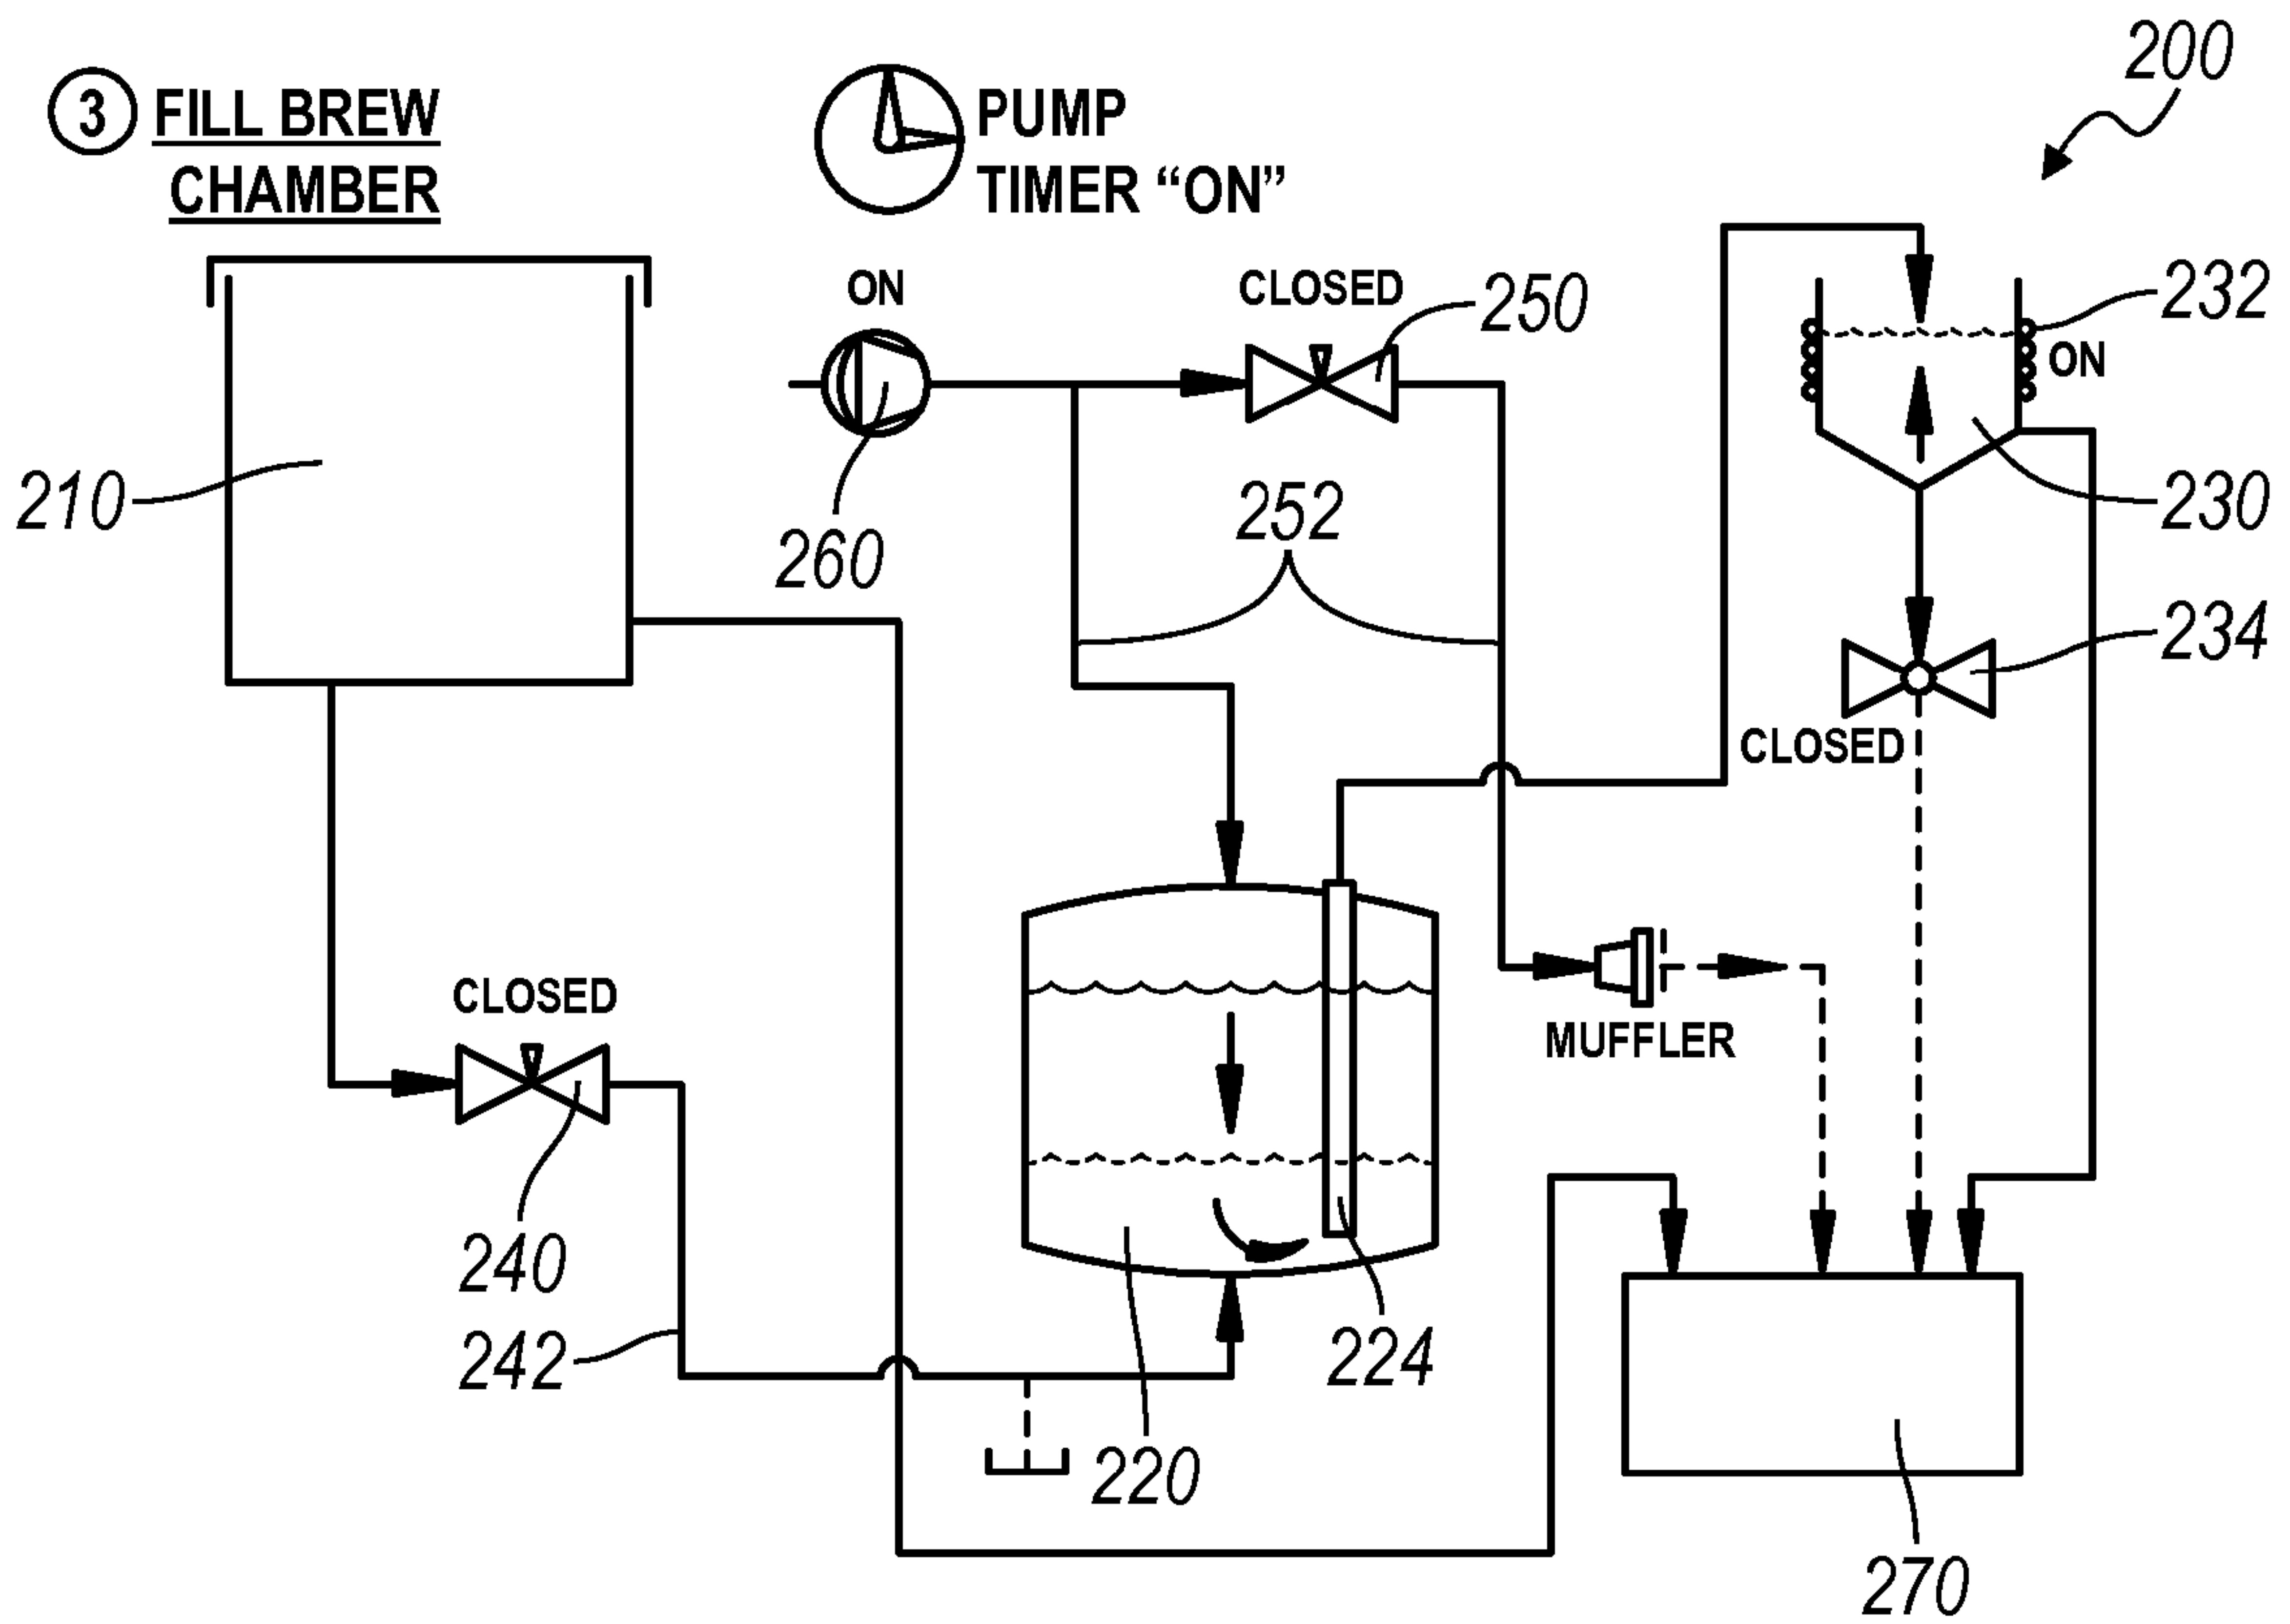 200
3 FILL BREW
CHAMBER
PUMP
TIMER “ON”
ON
CLOSED
250
232
ON
210
260
252
230
234
CLOSED
CLOSED
MUFFLER
240
242
224
220
270